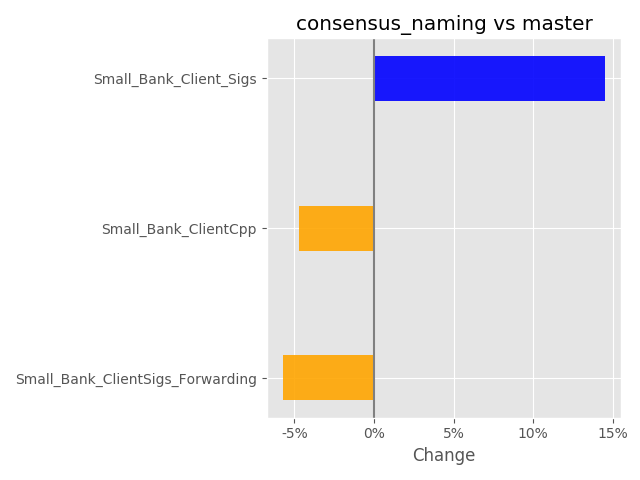 consensus_naming vs master
Small_Bank_Client_Sigs
Small_Bank_ClientCpp
Small_Bank_ClientSigs_Forwarding
-5% 0% 5% 10% 15%
Change